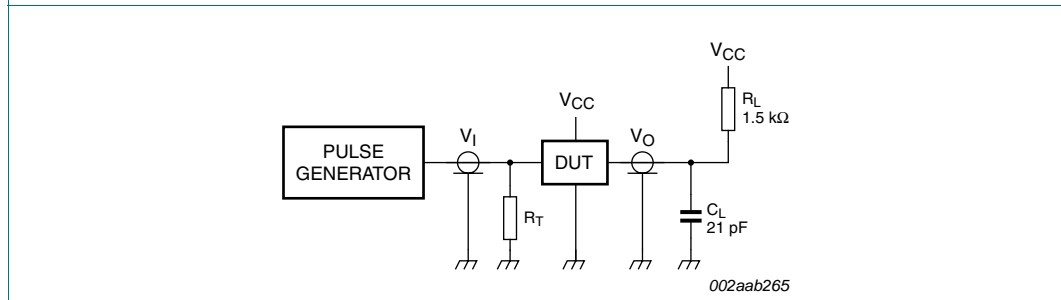 VCC
RL
1.5 kΩ
VCC
VI
VO
PULSE
GENERATOR
DUT
RT
CL
21 pF
002aab265